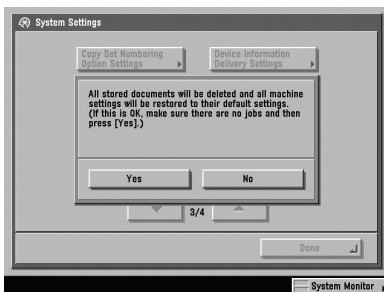 System Settings
Copy Set Numbering
Option Settings
Device Information
Delivery Settings
All stored documents will be deleted and all machine
settings will be restored to their default settings.
(If this is OK, make sure there are no jobs and then
press [Yes].)
Yes
No
3/4
Done
System Monitor